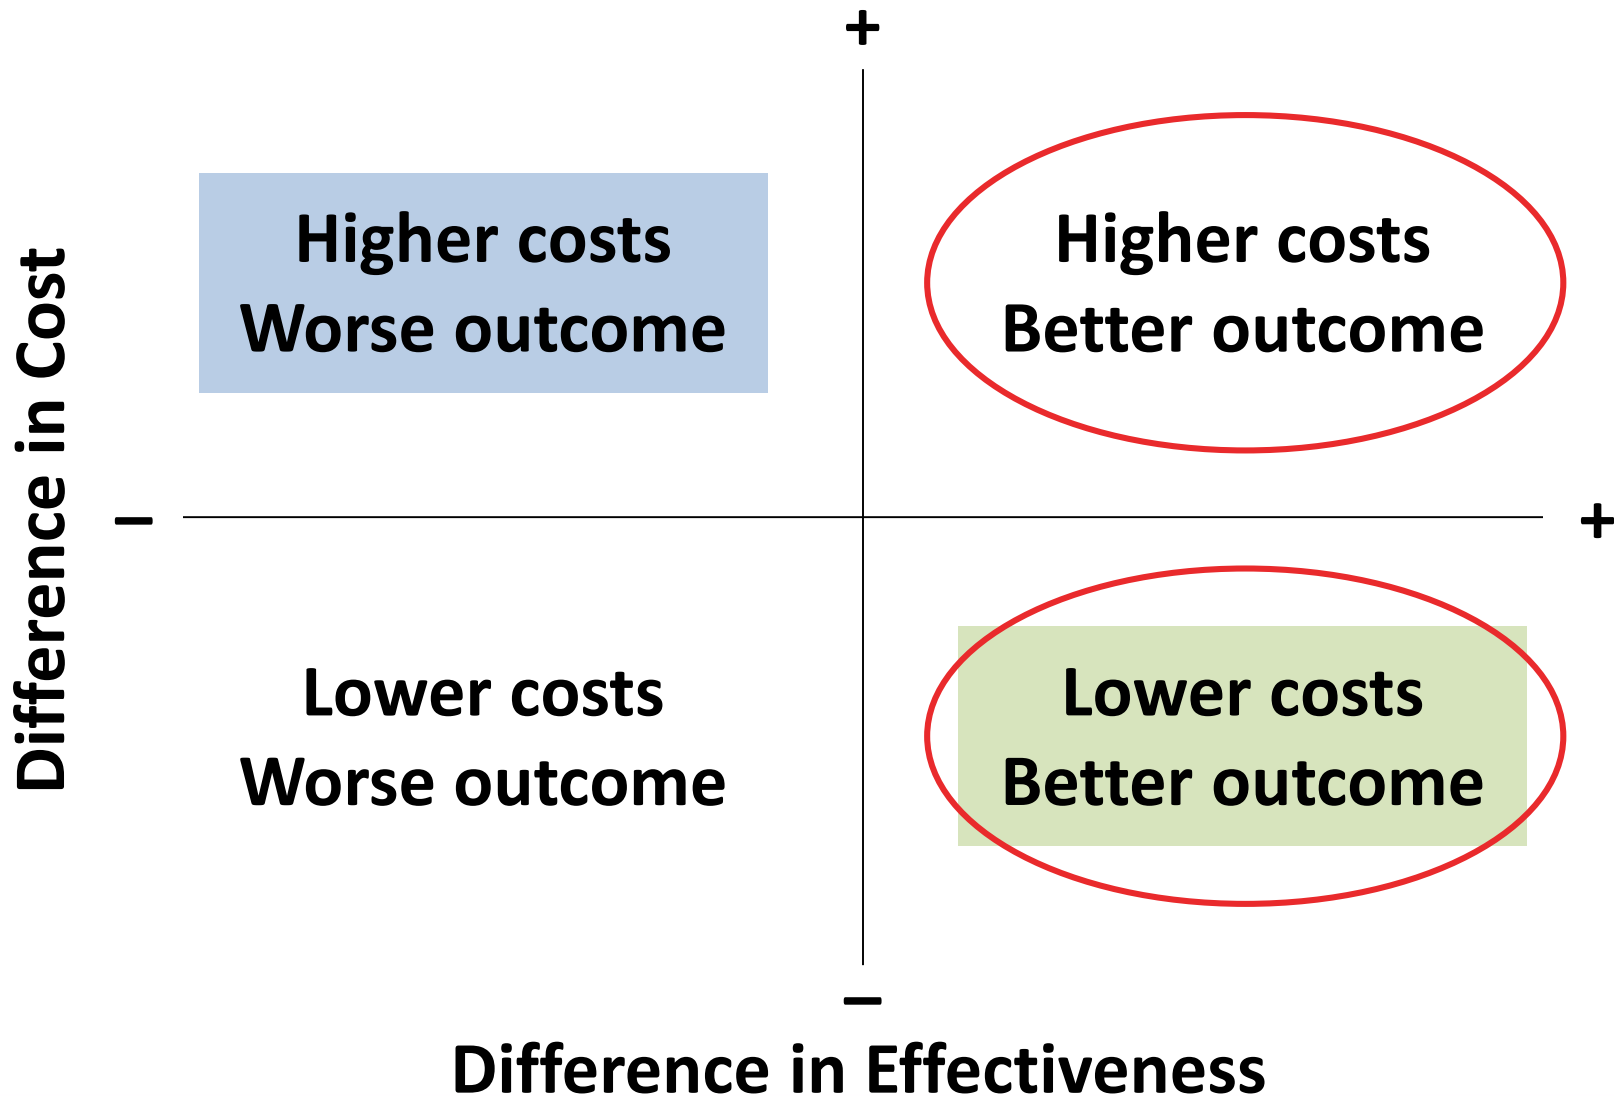 +
Higher costs
Worse outcome
Higher costs
Better outcome
Difference in Cost
–
+
Lower costs
Worse outcome
Lower costs
Better outcome
–
Difference in Effectiveness